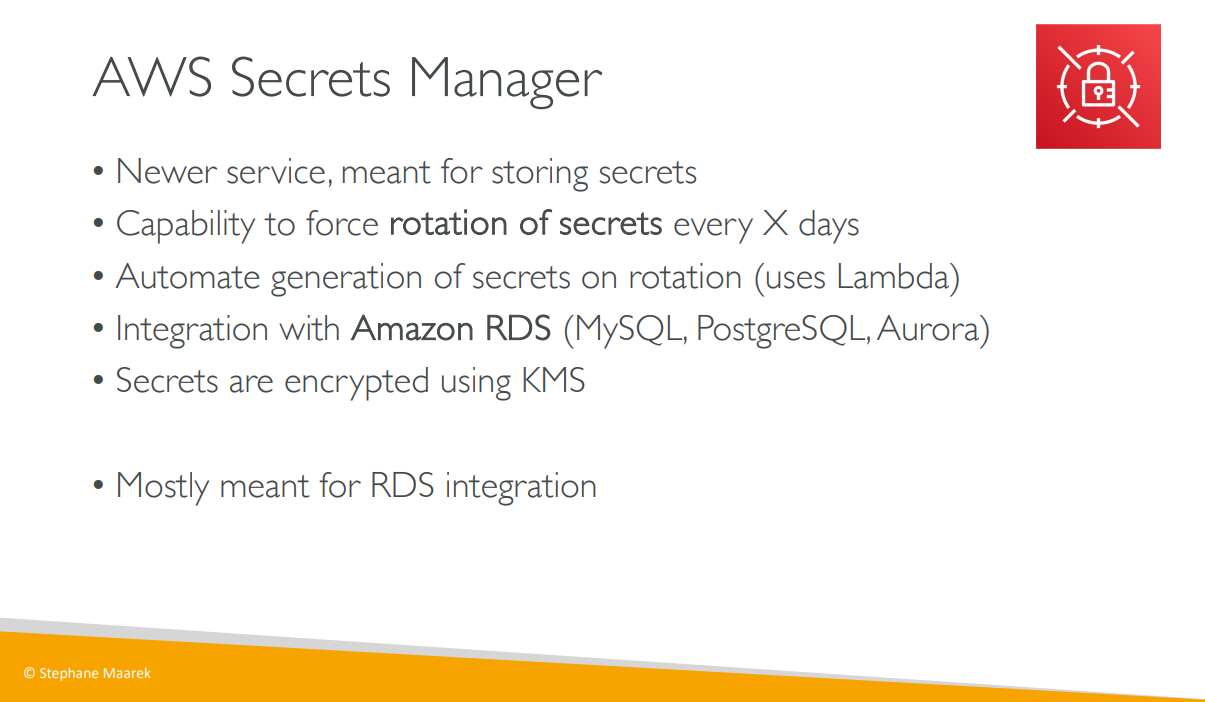 AWS Secrets Manager
• Newer service, meant for storing secrets
• Capability to force rotation of secrets every X days
• Automate generation of secrets on rotation (uses Lambda)
• Integration with Amazon RDS (MySQL, PostgreSQL, Aurora)
• Secrets are encrypted using KMS
• Mostly meant for RDS integration
© Stephane Maarek